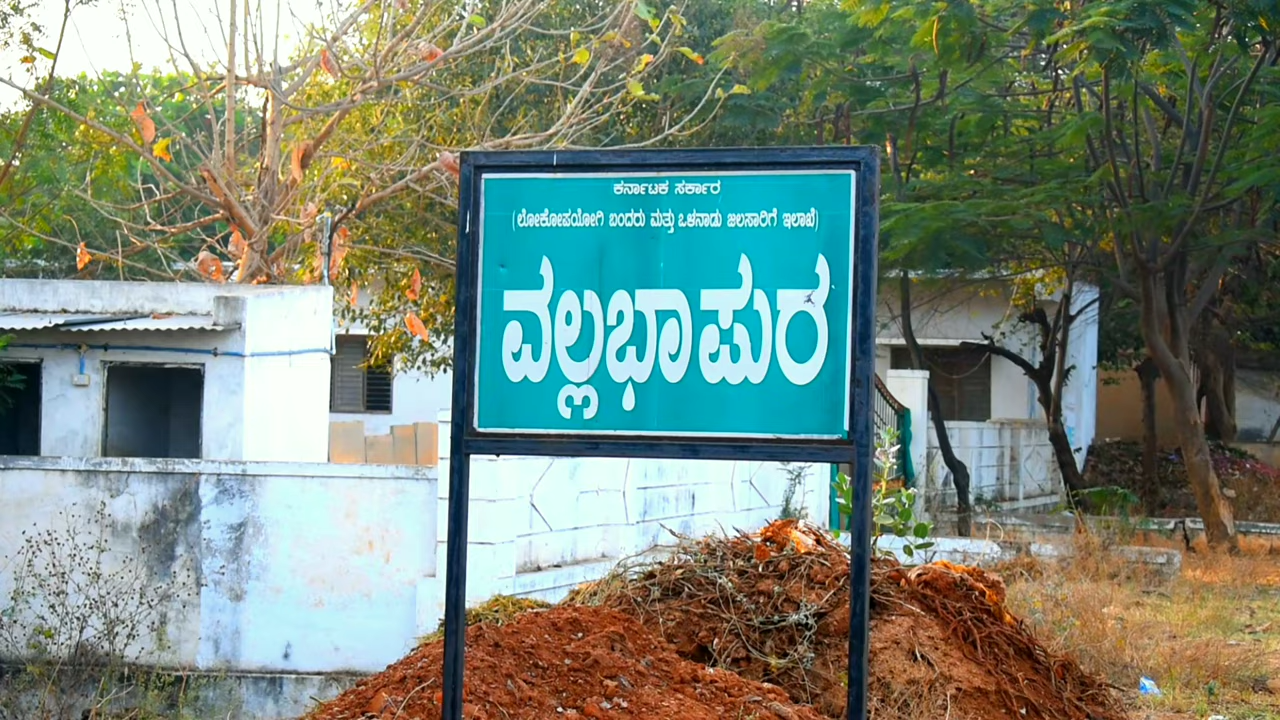 ಕರ್ನಾಟಕ ಸರ್ಕಾರ
(ಲೋಕೋಪಯೋಗಿ ಬಂದರು ಮತ್ತು ಒಳನಾಡು ಜಲಸಾರಿಗೆ ಇಲಾಖೆ)
ವಲ್ಲಭಾಪುರ